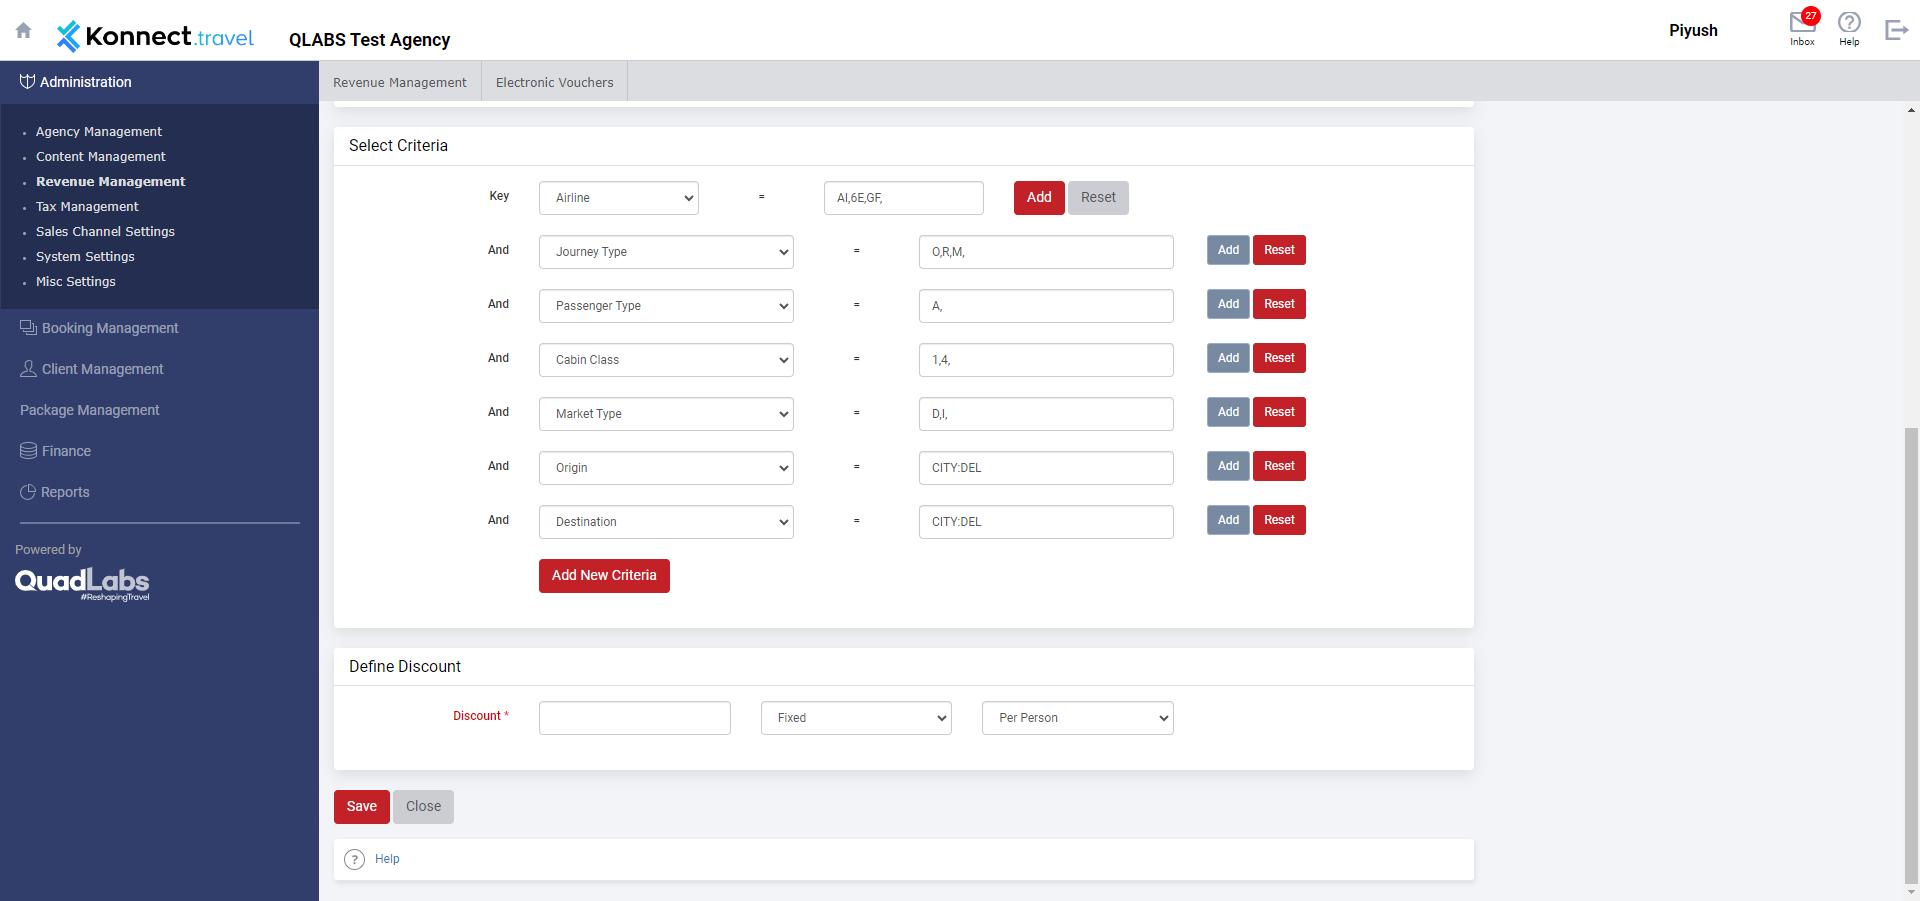 Konnect.travel
QLABS Test Agency
Piyush
27
Inbox
Help
Administration
Revenue Management
Electronic Vouchers
Agency Management
Content Management
Revenue Management
Tax Management
Sales Channel Settings
System Settings
Misc Settings
Booking Management
Client Management
Package Management
Finance
Reports
Powered by
QuadLabs
#ReshapingTravel
Select Criteria
Key Airline = AI,6E,GF, Add Reset
And Journey Type = O,R,M, Add Reset
And Passenger Type = A, Add Reset
And Cabin Class = 1,4, Add Reset
And Market Type = D,I, Add Reset
And Origin = CITY:DEL Add Reset
And Destination = CITY:DEL Add Reset
Add New Criteria
Define Discount
Discount * Fixed Per Person
Save Close
? Help